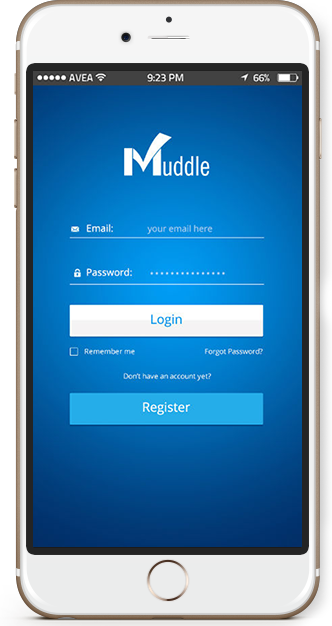 AVEA 9:23 PM 66%
Muddle
Email: your email here
Password: ***************
Login
Remember me Forgot Password?
Don't have an account yet?
Register